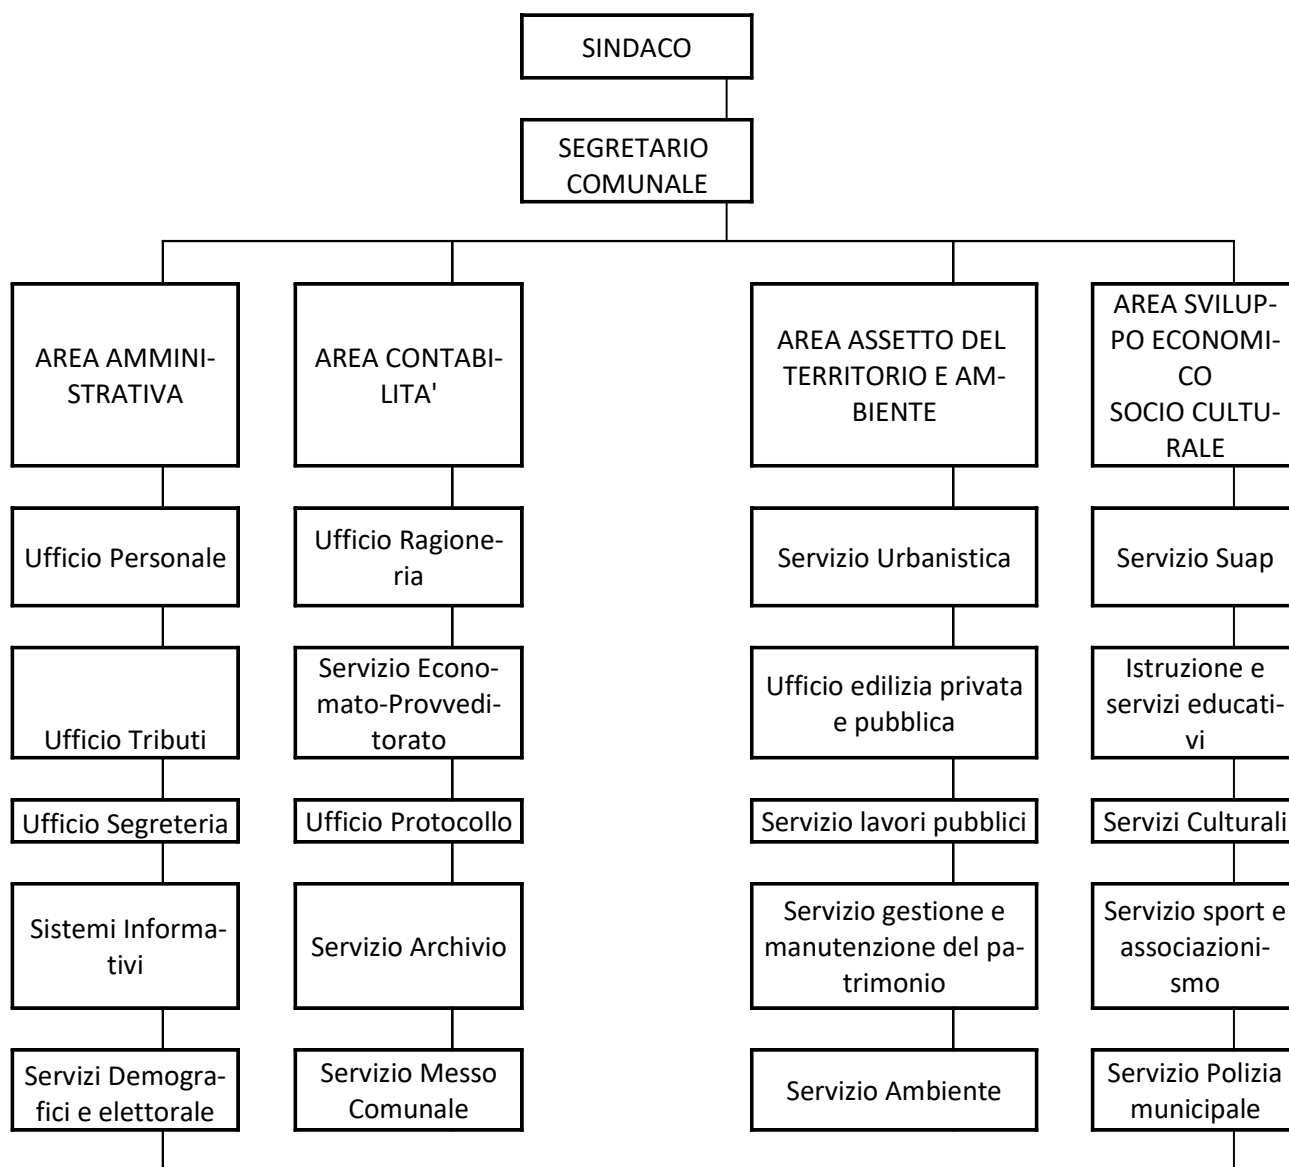 SINDACO
SEGRETARIO
COMUNALE
AREA AMMINI-
STRATIVA
AREA CONTABI-
LITA'
AREA ASSETTO DEL
TERRITORIO E AM-
BIENTE
AREA SVILUP-
PO ECONOMI-
CO
SOCIO CULTU-
RALE
Ufficio Personale
Ufficio Ragione-
ria
Servizio Urbanistica
Servizio Suap
Ufficio Tributi
Servizio Econo-
mato-Provvedi-
torato
Ufficio edilizia privata
e pubblica
Istruzione e
servizi educati-
vi
Ufficio Segreteria
Ufficio Protocollo
Servizio lavori pubblici
Servizi Culturali
Sistemi Informa-
tivi
Servizio Archivio
Servizio gestione e
manutenzione del pa-
trimonio
Servizio sport e
associazioni-
smo
Servizi Demogra-
fici e elettorale
Servizio Messo
Comunale
Servizio Ambiente
Servizio Polizia
municipale